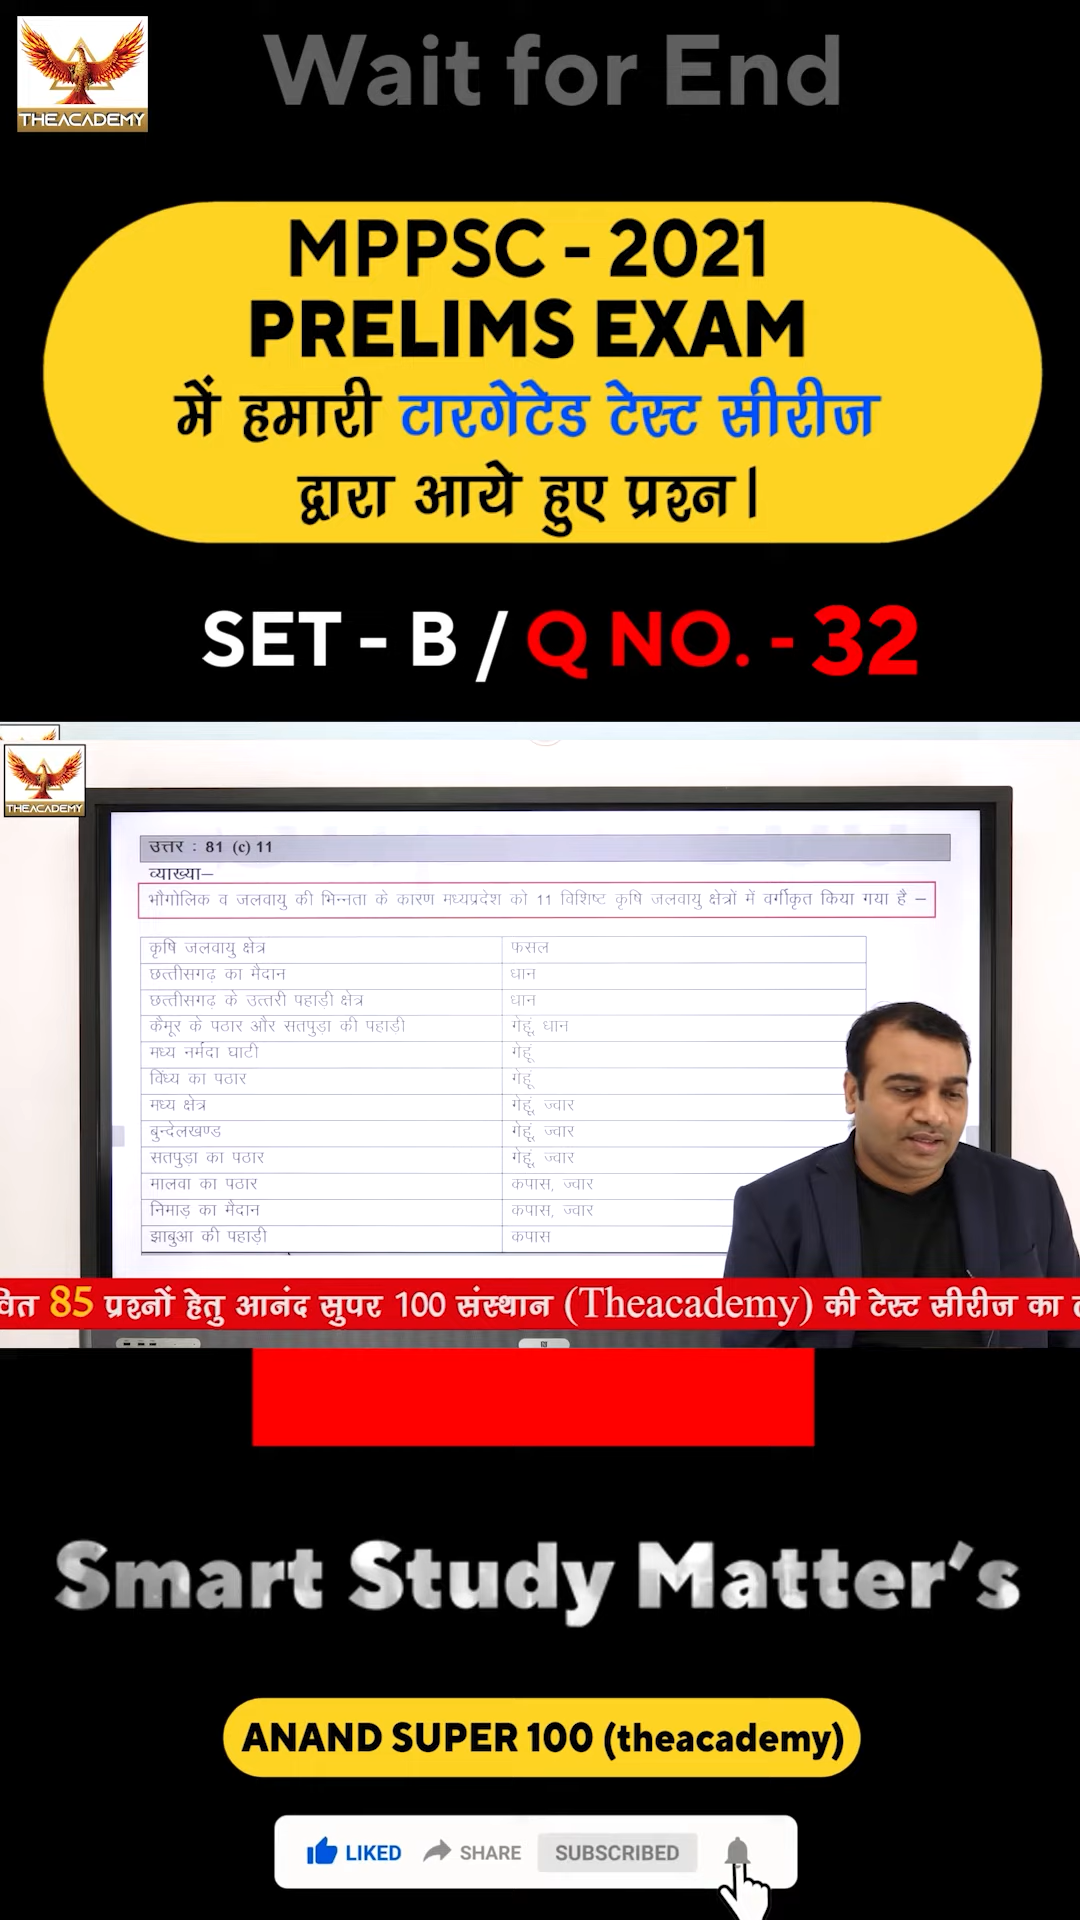 THEACADEMY
Wait for End
MPPSC - 2021
PRELIMS EXAM
में हमारी टारगेटेड टेस्ट सीरीज
द्वारा आये हुए प्रश्न।
SET - B / Q NO. - 32
THEACADEMY
उत्तर : 81 (c) 11
व्याख्या–
भौगोलिक व जलवायु की भिन्नता के कारण मध्यप्रदेश को 11 विशिष्ट कृषि जलवायु क्षेत्रों में वर्गीकृत किया गया है –
कृषि जलवायु क्षेत्र फसल
छत्तीसगढ़ का मैदान धान
छत्तीसगढ़ के उत्तरी पहाड़ी क्षेत्र धान
कैमूर के पठार और सतपुड़ा की पहाडी गेहूं, धान
मध्य नर्मदा घाटी गेहूं
विंध्य का पठार गेहूं
मध्य क्षेत्र गेहूं, ज्वार
बुन्देलखण्ड गेहूं, ज्वार
सतपुड़ा का पठार गेहूं, ज्वार
मालवा का पठार कपास, ज्वार
निमाड़ का मैदान कपास, ज्वार
झाबुआ की पहाड़ी कपास
85 प्रश्नों हेतु आनंद सुपर 100 संस्थान (Theacademy) की टेस्ट सीरीज का
Smart Study Matter's
ANAND SUPER 100 (theacademy)
LIKED SHARE SUBSCRIBED